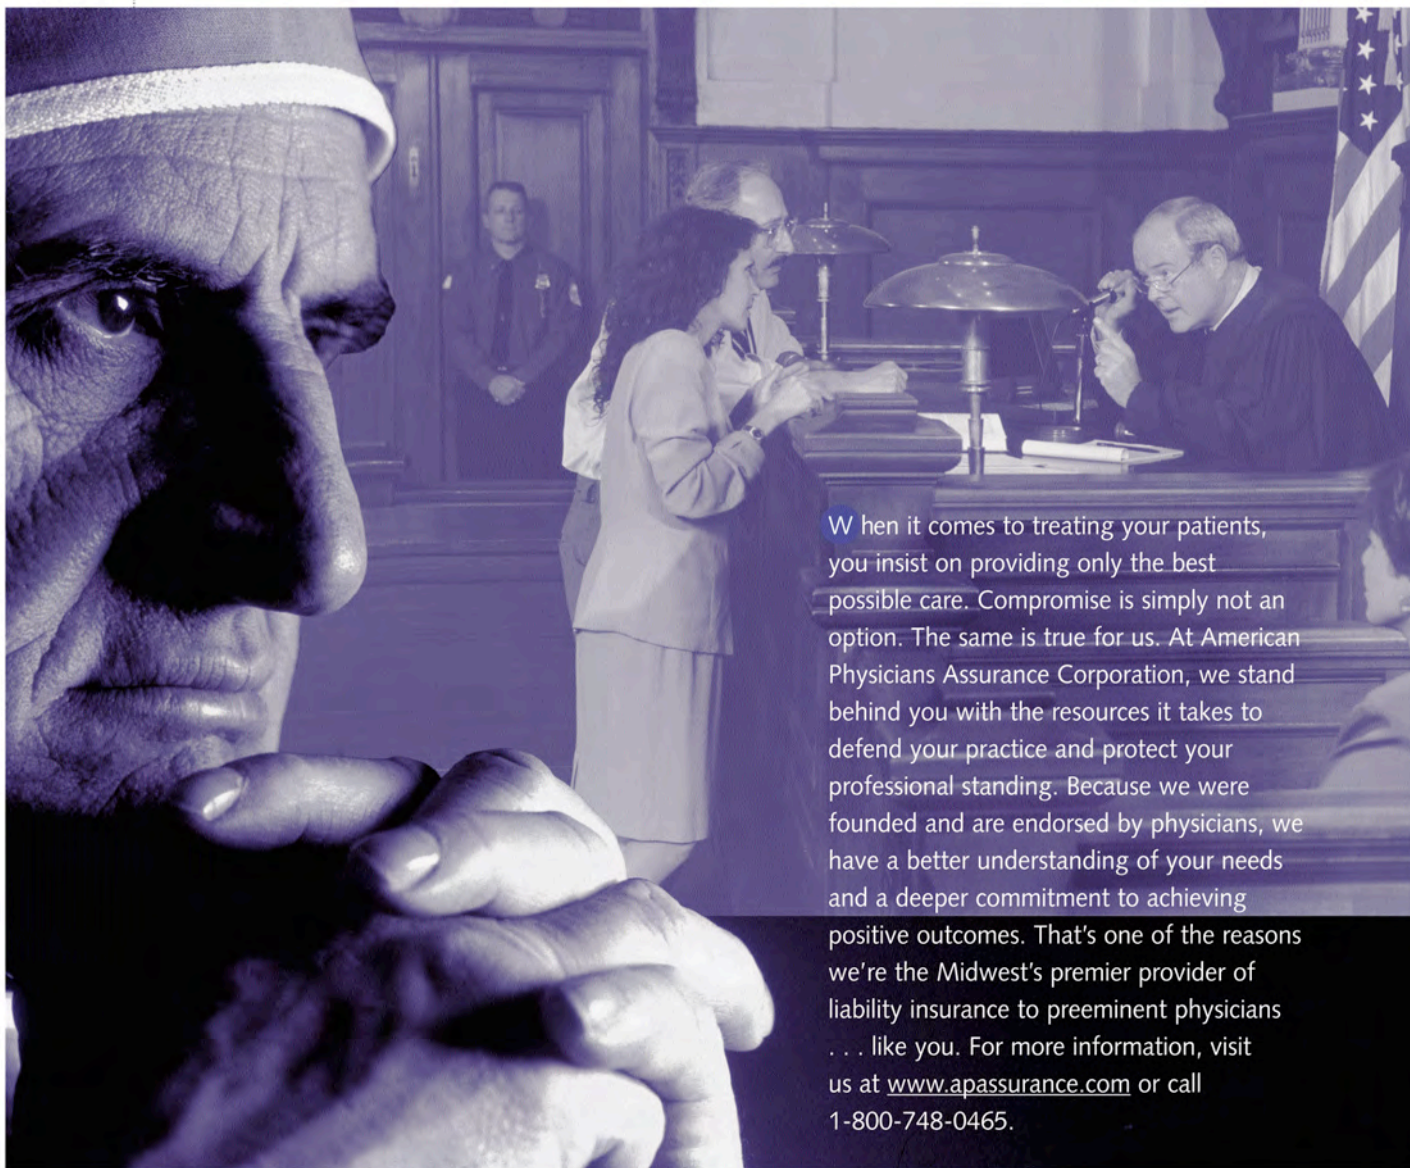 When it comes to treating your patients,
you insist on providing only the best
possible care. Compromise is simply not an
option. The same is true for us. At American
Physicians Assurance Corporation, we stand
behind you with the resources it takes to
defend your practice and protect your
professional standing. Because we were
founded and are endorsed by physicians, we
have a better understanding of your needs
and a deeper commitment to achieving
positive outcomes. That’s one of the reasons
we’re the Midwest’s premier provider of
liability insurance to preeminent physicians
. . . like you. For more information, visit
us at www.apassurance.com or call
1-800-748-0465.